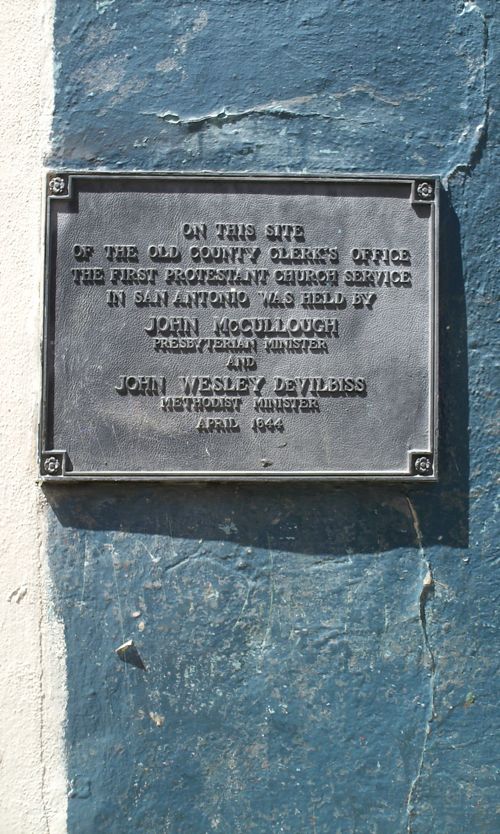 ON THIS SITE
OF THE OLD COUNTY CLERK'S OFFICE
THE FIRST PROTESTANT CHURCH SERVICE
IN SAN ANTONIO WAS HELD BY
JOHN McCULLOUGH
PRESBYTERIAN MINISTER
AND
JOHN WESLEY DeVILBISS
METHODIST MINISTER
APRIL 1844